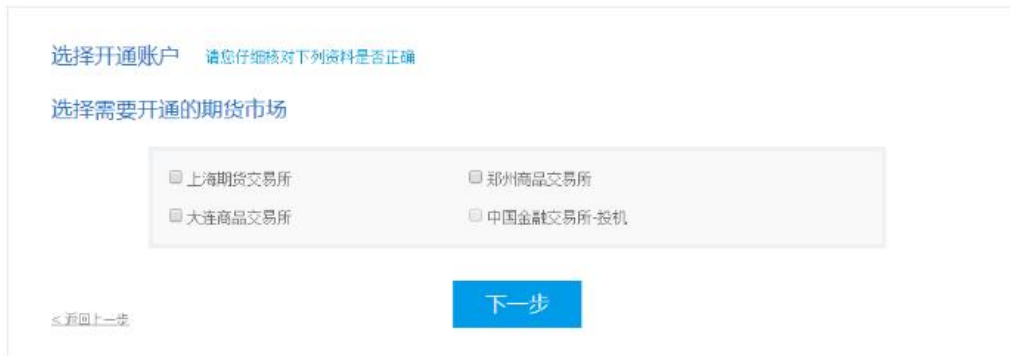 选择开通账户 请您仔细核对下列资料是否正确
选择需要开通的期货市场
上海期货交易所 郑州商品交易所
大连商品交易所 中国金融交易所-投机
下一步
<返回上一步